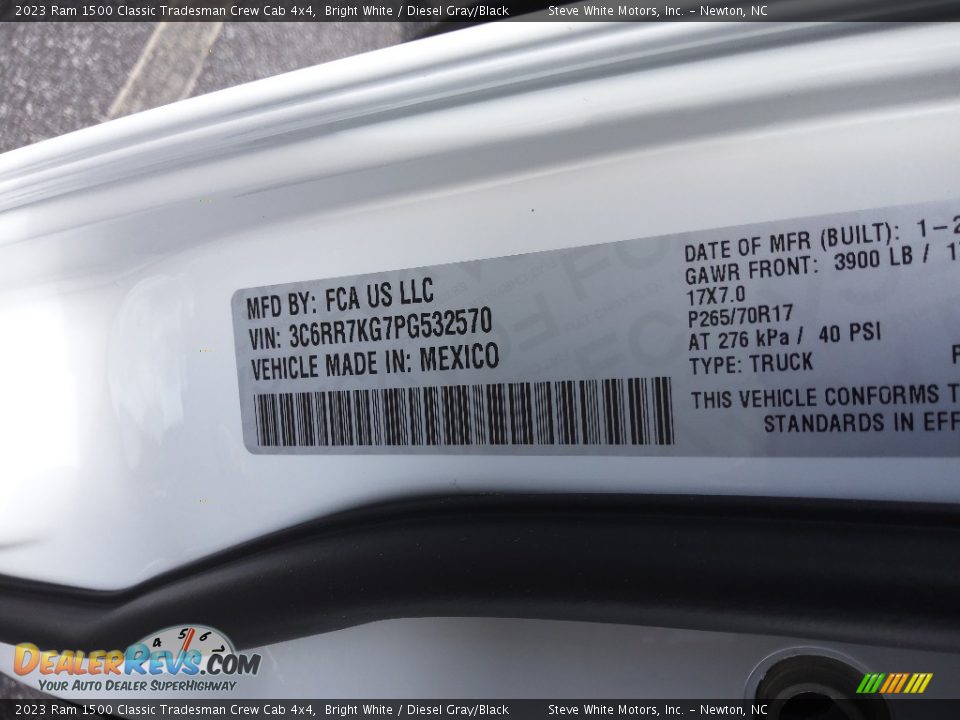 2023 Ram 1500 Classic Tradesman Crew Cab 4x4, Bright White / Diesel Gray/Black Steve White Motors, Inc. - Newton, NC
MFD BY: FCA US LLC
VIN: 3C6RR7KG7PG532570
VEHICLE MADE IN: MEXICO
DATE OF MFR (BUILT): 1-2
GAWR FRONT: 3900 LB / 1
17X7.0
P265/70R17
AT 276 kPa / 40 PSI
TYPE: TRUCK
THIS VEHICLE CONFORMS T
STANDARDS IN EFF
4 5 6 7
DEALERREVS.COM
YOUR AUTO DEALER SUPERHIGHWAY
2023 Ram 1500 Classic Tradesman Crew Cab 4x4, Bright White / Diesel Gray/Black Steve White Motors, Inc. - Newton, NC